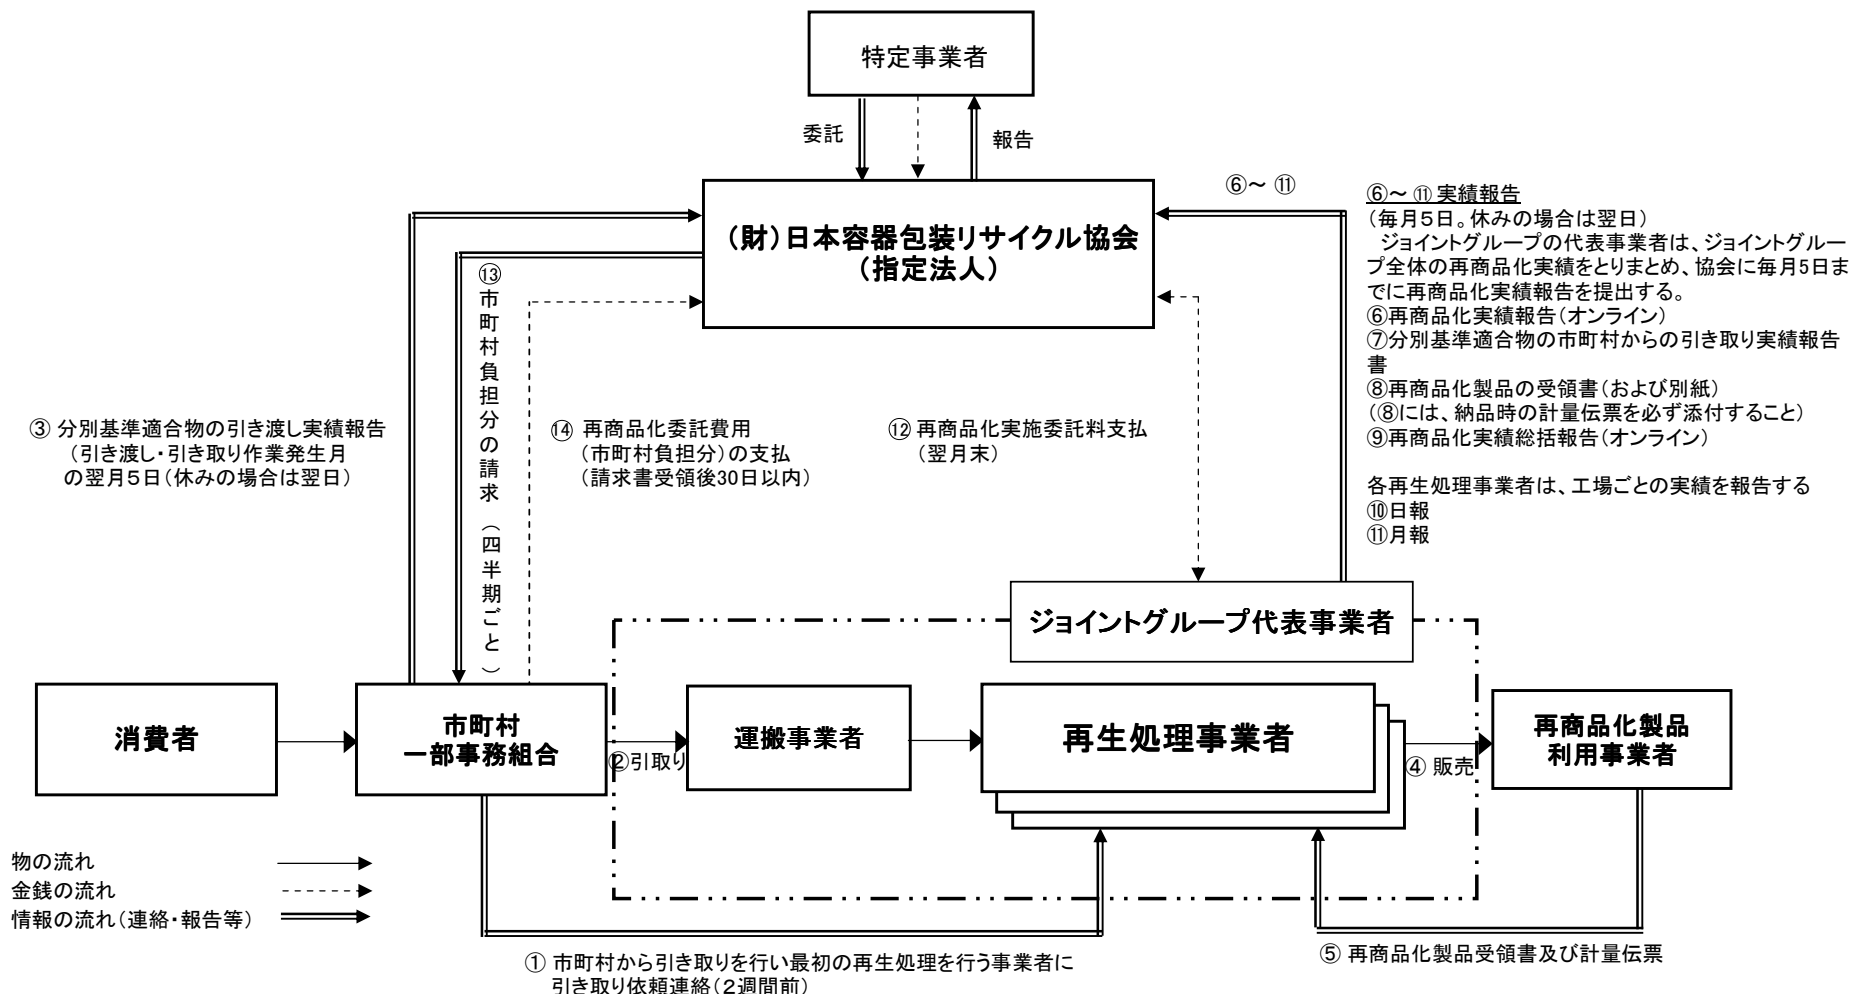 特定事業者
委託
報告
(財)日本容器包装リサイクル協会
(指定法人)
⑥~ ⑪
⑥~ ⑪ 実績報告
(毎月5日。休みの場合は翌日)
ジョイントグループの代表事業者は、ジョイントグルー
プ全体の再商品化実績をとりまとめ、協会に毎月5日ま
でに再商品化実績報告を提出する。
⑥再商品化実績報告(オンライン)
⑦分別基準適合物の市町村からの引き取り実績報告
書
⑧再商品化製品の受領書(および別紙)
(⑧には、納品時の計量伝票を必ず添付すること)
⑨再商品化実績総括報告(オンライン)
各再生処理事業者は、工場ごとの実績を報告する
⑩日報
⑪月報
③ 分別基準適合物の引き渡し実績報告
(引き渡し・引き取り作業発生月
の翌月5日(休みの場合は翌日)
⑬市町村負担分の請求(四半期ごと)
⑭ 再商品化委託費用
(市町村負担分)の支払
(請求書受領後30日以内)
⑫ 再商品化実施委託料支払
(翌月末)
ジョイントグループ代表事業者
消費者
市町村
一部事務組合
②引取り
運搬事業者
再生処理事業者
④ 販売
再商品化製品
利用事業者
物の流れ
金銭の流れ
情報の流れ(連絡・報告等)
① 市町村から引き取りを行い最初の再生処理を行う事業者に
引き取り依頼連絡(2週間前)
⑤ 再商品化製品受領書及び計量伝票